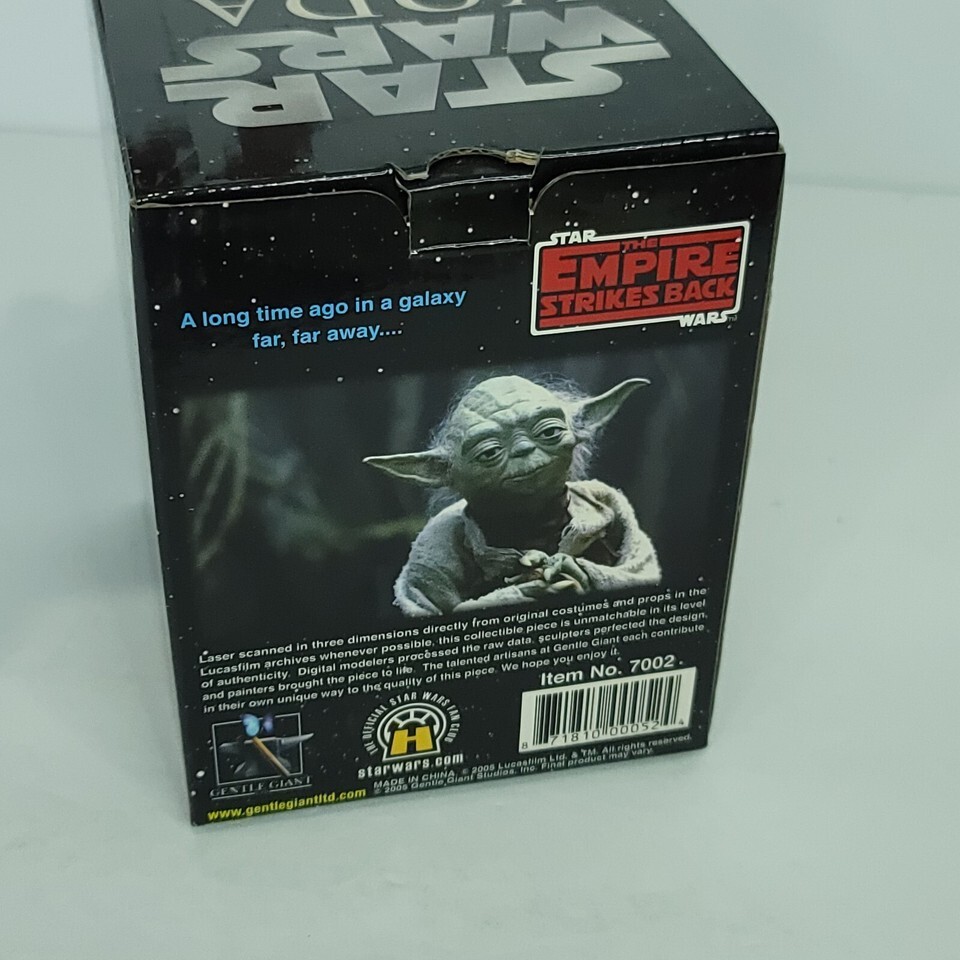 YODA
STAR
WARS
STAR
THE
EMPIRE
STRIKES BACK
WARS™
A long time ago in a galaxy
far, far away....
Laser scanned in three dimensions directly from original costumes and props in the
Lucasfilm archives whenever possible, this collectible piece is unmatchable in its level
of authenticity. Digital modelers processed the raw data, sculptors perfected the design,
and painters brought the piece to life. The talented artisans at Gentle Giant each contribute
in their own unique way to the quality of this piece. We hope you enjoy it.
Item No. 7002
8 71810 00052 4
THE OFFICIAL STAR WARS FAN CLUB
H
starwars.com
GENTLE GIANT
www.gentlegiantltd.com
MADE IN CHINA. © 2005 Lucasfilm Ltd. & TM. All rights reserved.
© 2005 Gentle Giant Studios, Inc. Final product may vary.